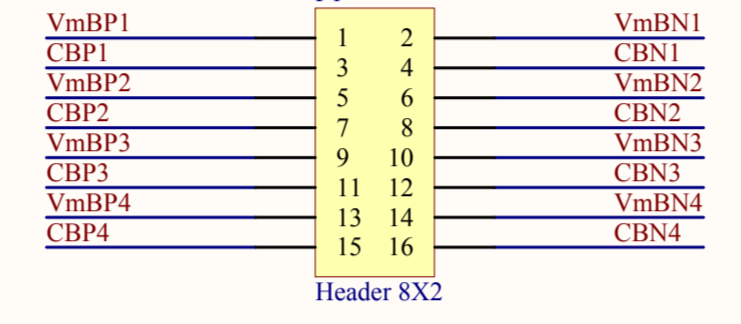 VmBP1 VmBN1
1 2
CBP1 CBN1
3 4
VmBP2 VmBN2
5 6
CBP2 CBN2
7 8
VmBP3 VmBN3
9 10
CBP3 CBN3
11 12
VmBP4 VmBN4
13 14
CBP4 CBN4
15 16
Header 8X2